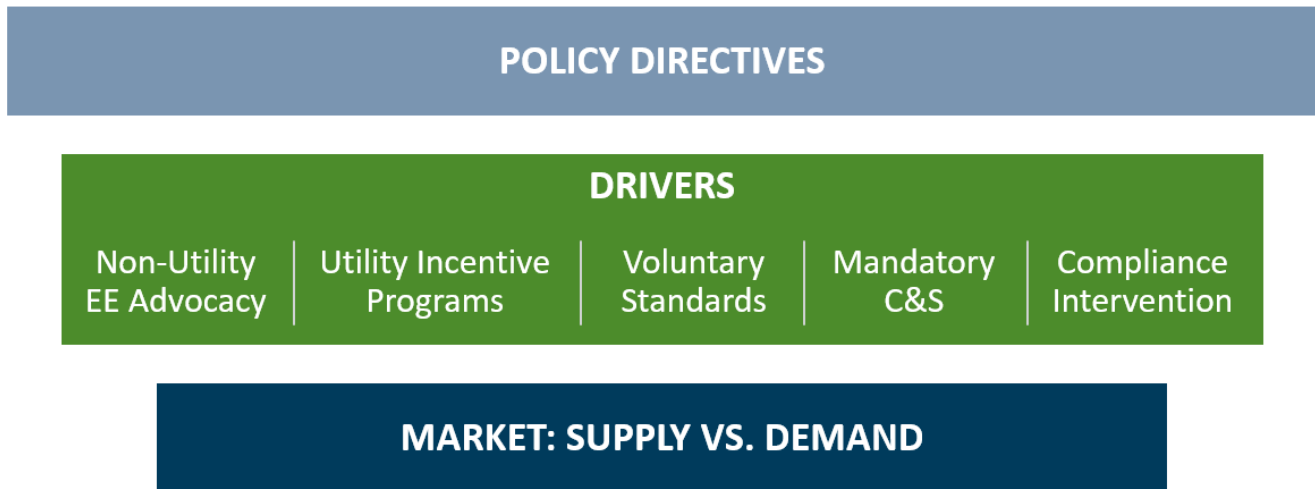 POLICY DIRECTIVES
DRIVERS
Non-Utility
EE Advocacy
Utility Incentive
Programs
Voluntary
Standards
Mandatory
C&S
Compliance
Intervention
MARKET: SUPPLY VS. DEMAND